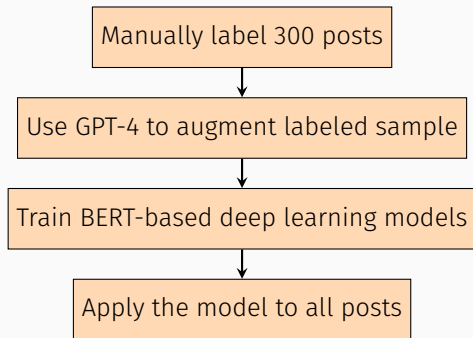 Manually label 300 posts
Use GPT-4 to augment labeled sample
Train BERT-based deep learning models
Apply the model to all posts